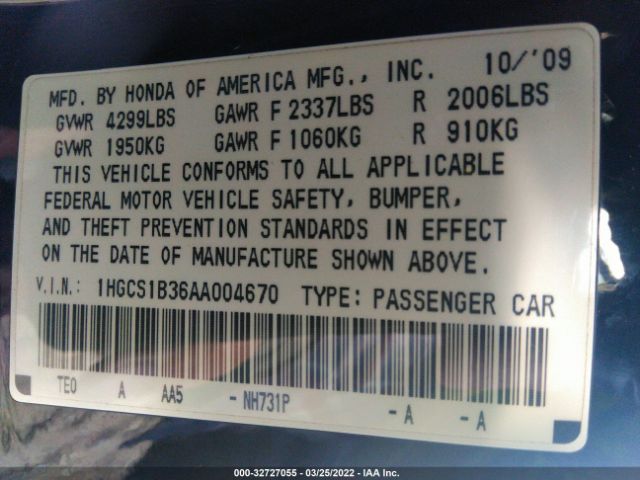 MFD. BY HONDA OF AMERICA MFG., INC. 10/'09
GVWR 4299LBS GAWR F 2337LBS R 2006LBS
GVWR 1950KG GAWR F 1060KG R 910KG
THIS VEHICLE CONFORMS TO ALL APPLICABLE
FEDERAL MOTOR VEHICLE SAFETY, BUMPER,
AND THEFT PREVENTION STANDARDS IN EFFECT
ON THE DATE OF MANUFACTURE SHOWN ABOVE.
V.I.N.: 1HGCS1B36AA004670 TYPE: PASSENGER CAR
TE0 A AA5 - NH731P - A - A
000-32727055 - 03/25/2022 - IAA Inc.